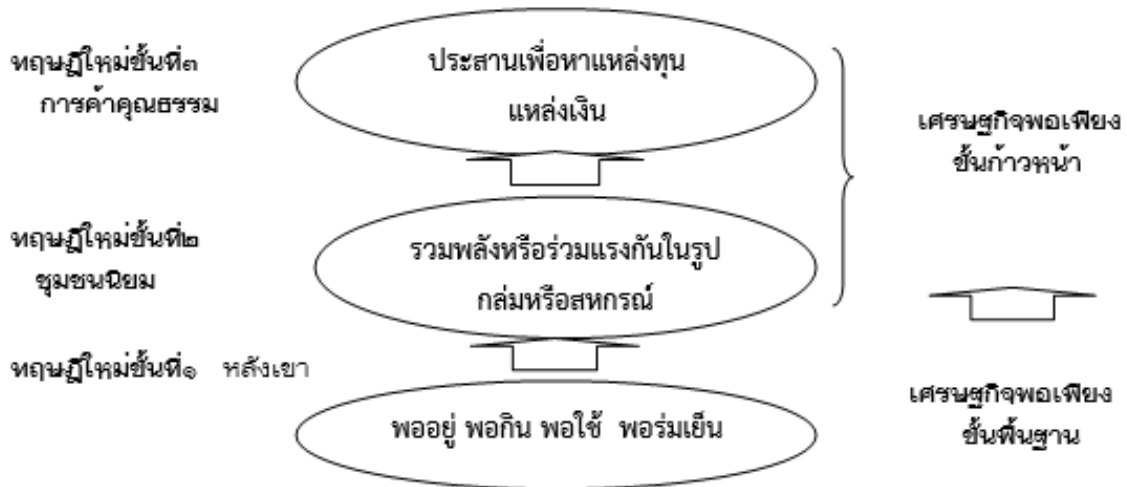 ทฤษฎีใหม่ขั้นที่๓
การค้าคุณธรรม
ประสานเพื่อหาแหล่งทุน
แหล่งเงิน
เศรษฐกิจพอเพียง
ขั้นก้าวหน้า
ทฤษฎีใหม่ขั้นที่๒
ชุมชนนิยม
รวมพลังหรือร่วมแรงกันในรูป
กล่มหรือสหกรณ์
ทฤษฎีใหม่ขั้นที่๑ หลังเขา
พออยู่ พอกิน พอใช้ พอร่มเย็น
เศรษฐกิจพอเพียง
ขั้นพื้นฐาน